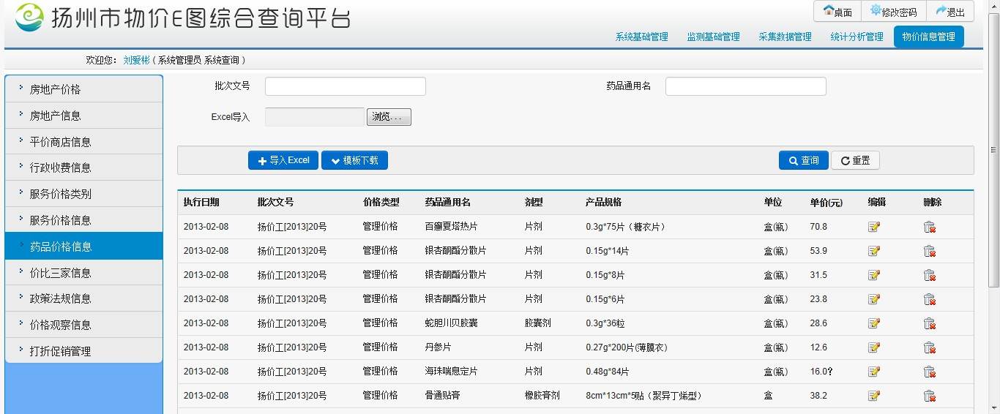 扬州市物价E图综合查询平台
桌面 修改密码 退出
系统基础管理 监测基础管理 采集数据管理 统计分析管理 物价信息管理
欢迎您: 刘爱彬 ( 系统管理员 系统查询 )
房地产价格
房地产信息
平价商店信息
行政收费信息
服务价格类别
服务价格信息
药品价格信息
价比三家信息
政策法规信息
价格观察信息
打折促销管理
批次文号 药品通用名
Excel导入 浏览...
导入Excel 模板下载 查询 重置
执行日期 批次文号 价格类型 药品通用名 剂型 产品规格 单位 单价(元) 编辑 删除
2013-02-08 扬价工[2013]20号 管理价格 百癣夏塔热片 片剂 0.3g*75片（糖衣片） 盒(瓶) 70.8
2013-02-08 扬价工[2013]20号 管理价格 银杏酮酯分散片 片剂 0.15g*14片 盒(瓶) 53.9
2013-02-08 扬价工[2013]20号 管理价格 银杏酮酯分散片 片剂 0.15g*8片 盒(瓶) 31.5
2013-02-08 扬价工[2013]20号 管理价格 银杏酮酯分散片 片剂 0.15g*6片 盒(瓶) 23.8
2013-02-08 扬价工[2013]20号 管理价格 蛇胆川贝胶囊 胶囊剂 0.3g*36粒 盒(瓶) 28.6
2013-02-08 扬价工[2013]20号 管理价格 丹参片 片剂 0.27g*200片(薄膜衣) 盒(瓶) 12.6
2013-02-08 扬价工[2013]20号 管理价格 海珠喘息定片 片剂 0.48g*84片 盒(瓶) 16.0?
2013-02-08 扬价工[2013]20号 管理价格 骨通贴膏 橡胶膏剂 8cm*13cm*5贴（聚异丁烯型） 盒 38.2